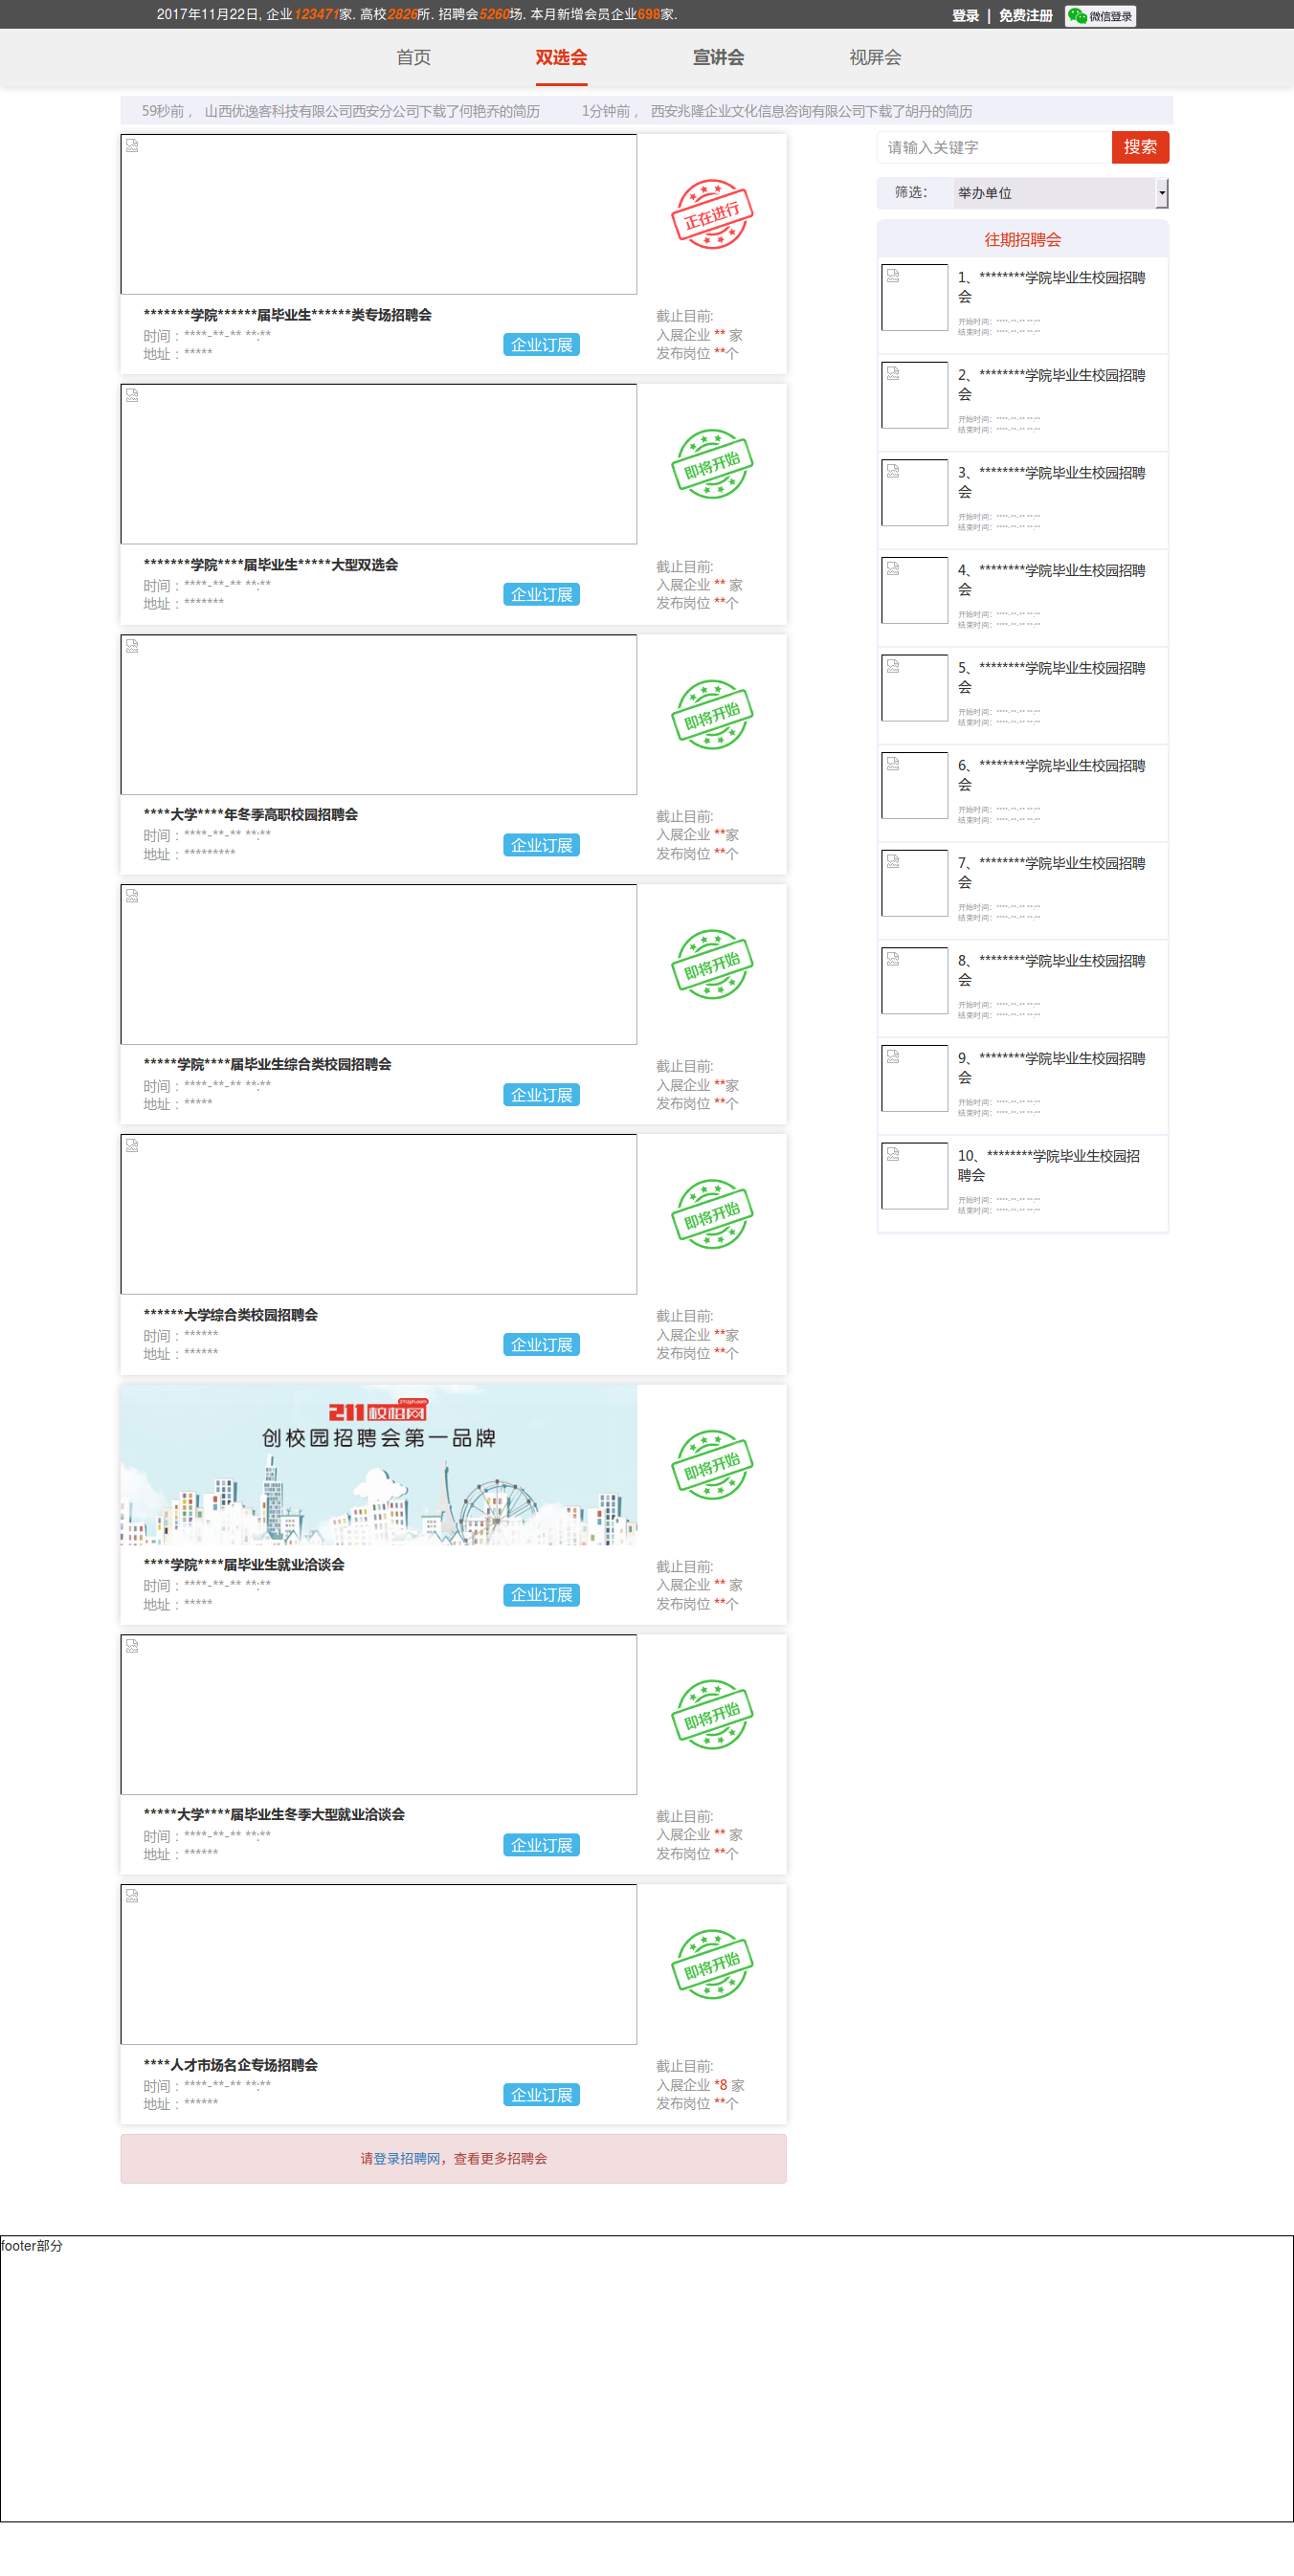 2017年11月22日, 企业123471家. 高校2826所. 招聘会5260场. 本月新增会员企业698家.
登录 | 免费注册 微信登录
首页 双选会 宣讲会 视屏会
59秒前， 山西优逸客科技有限公司西安分公司下载了何艳乔的简历 1分钟前， 西安兆隆企业文化信息咨询有限公司下载了胡丹的简历
正在进行
*******学院******届毕业生******类专场招聘会
时间：****-**-** **:**
地址：*****
企业订展
截止目前:
入展企业 ** 家
发布岗位 **个
即将开始
*******学院****届毕业生*****大型双选会
时间：****-**-** **:**
地址：*******
企业订展
截止目前:
入展企业 ** 家
发布岗位 **个
即将开始
****大学****年冬季高职校园招聘会
时间：****-**-** **:**
地址：*********
企业订展
截止目前:
入展企业 **家
发布岗位 **个
即将开始
*****学院****届毕业生综合类校园招聘会
时间：****-**-** **:**
地址：*****
企业订展
截止目前:
入展企业 **家
发布岗位 **个
即将开始
******大学综合类校园招聘会
时间：******
地址：******
企业订展
截止目前:
入展企业 **家
发布岗位 **个
211校招网
创校园招聘会第一品牌
即将开始
****学院****届毕业生就业洽谈会
时间：****-**-** **:**
地址：*****
企业订展
截止目前:
入展企业 ** 家
发布岗位 **个
即将开始
*****大学****届毕业生冬季大型就业洽谈会
时间：****-**-** **:**
地址：******
企业订展
截止目前:
入展企业 ** 家
发布岗位 **个
即将开始
****人才市场名企专场招聘会
时间：****-**-** **:**
地址：******
企业订展
截止目前:
入展企业 *8 家
发布岗位 **个
请登录招聘网，查看更多招聘会
请输入关键字 搜索
筛选： 举办单位
往期招聘会
1、********学院毕业生校园招聘
会
开始时间：****-**-** **:**
结束时间：****-**-** **:**
2、********学院毕业生校园招聘
会
开始时间：****-**-** **:**
结束时间：****-**-** **:**
3、********学院毕业生校园招聘
会
开始时间：****-**-** **:**
结束时间：****-**-** **:**
4、********学院毕业生校园招聘
会
开始时间：****-**-** **:**
结束时间：****-**-** **:**
5、********学院毕业生校园招聘
会
开始时间：****-**-** **:**
结束时间：****-**-** **:**
6、********学院毕业生校园招聘
会
开始时间：****-**-** **:**
结束时间：****-**-** **:**
7、********学院毕业生校园招聘
会
开始时间：****-**-** **:**
结束时间：****-**-** **:**
8、********学院毕业生校园招聘
会
开始时间：****-**-** **:**
结束时间：****-**-** **:**
9、********学院毕业生校园招聘
会
开始时间：****-**-** **:**
结束时间：****-**-** **:**
10、********学院毕业生校园招
聘会
开始时间：****-**-** **:**
结束时间：****-**-** **:**
footer部分